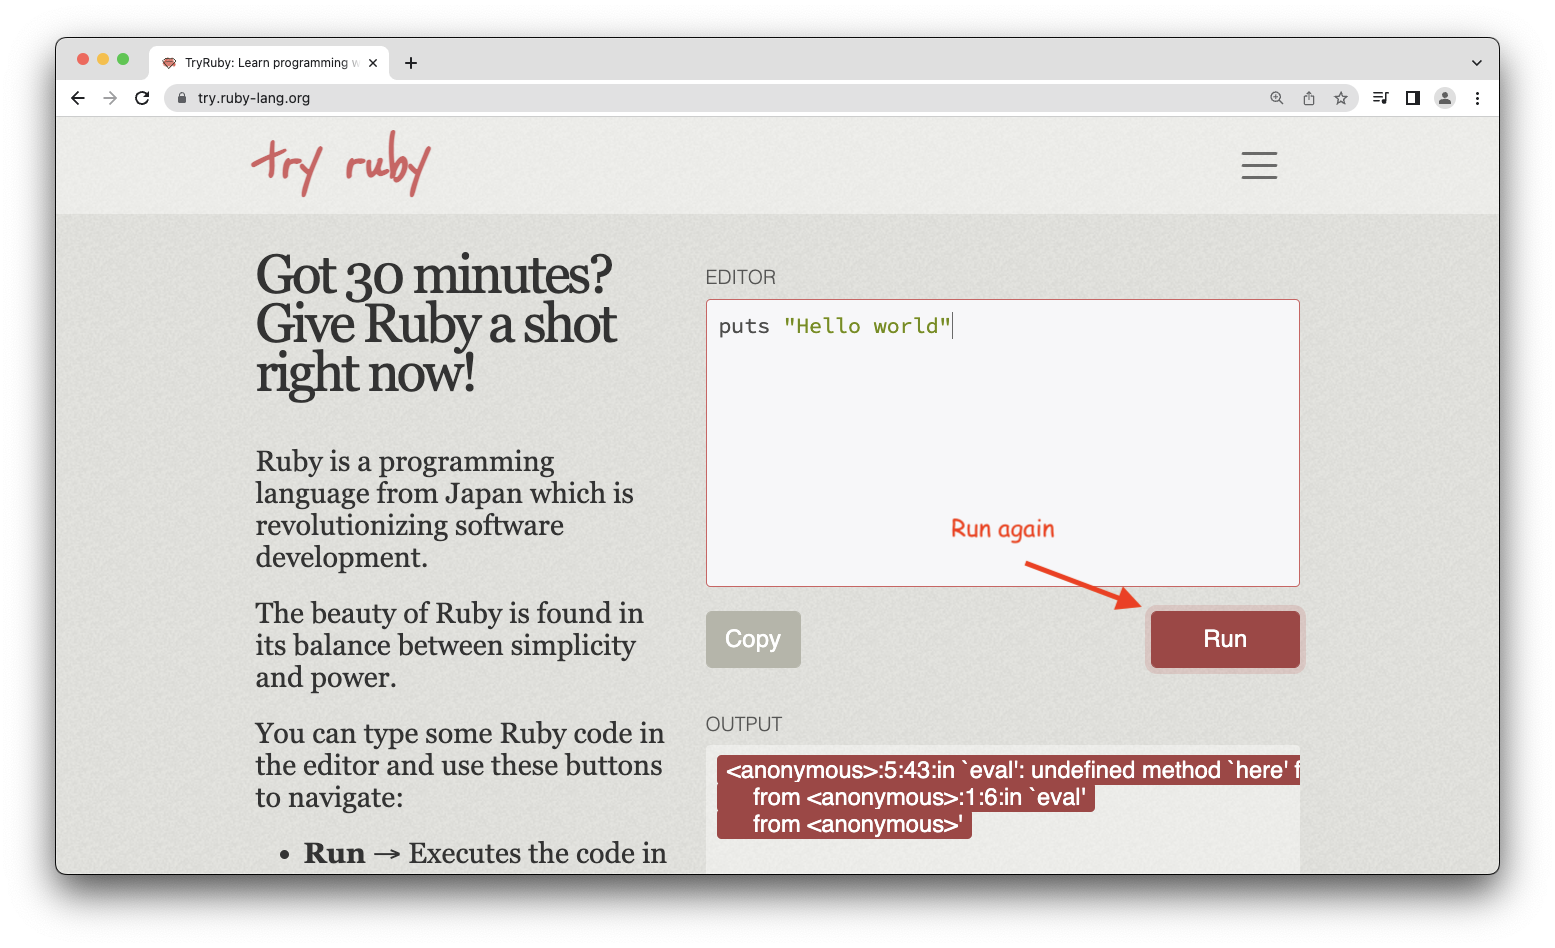 TryRuby: Learn programming w
try.ruby-lang.org
try ruby
Got 30 minutes?
Give Ruby a shot
right now!
Ruby is a programming
language from Japan which is
revolutionizing software
development.
The beauty of Ruby is found in
its balance between simplicity
and power.
You can type some Ruby code in
the editor and use these buttons
to navigate:
• Run → Executes the code in
EDITOR
puts "Hello world"
Run again
Copy
Run
OUTPUT
<anonymous>:5:43:in `eval': undefined method `here' f
from <anonymous>:1:6:in `eval'
from <anonymous>'